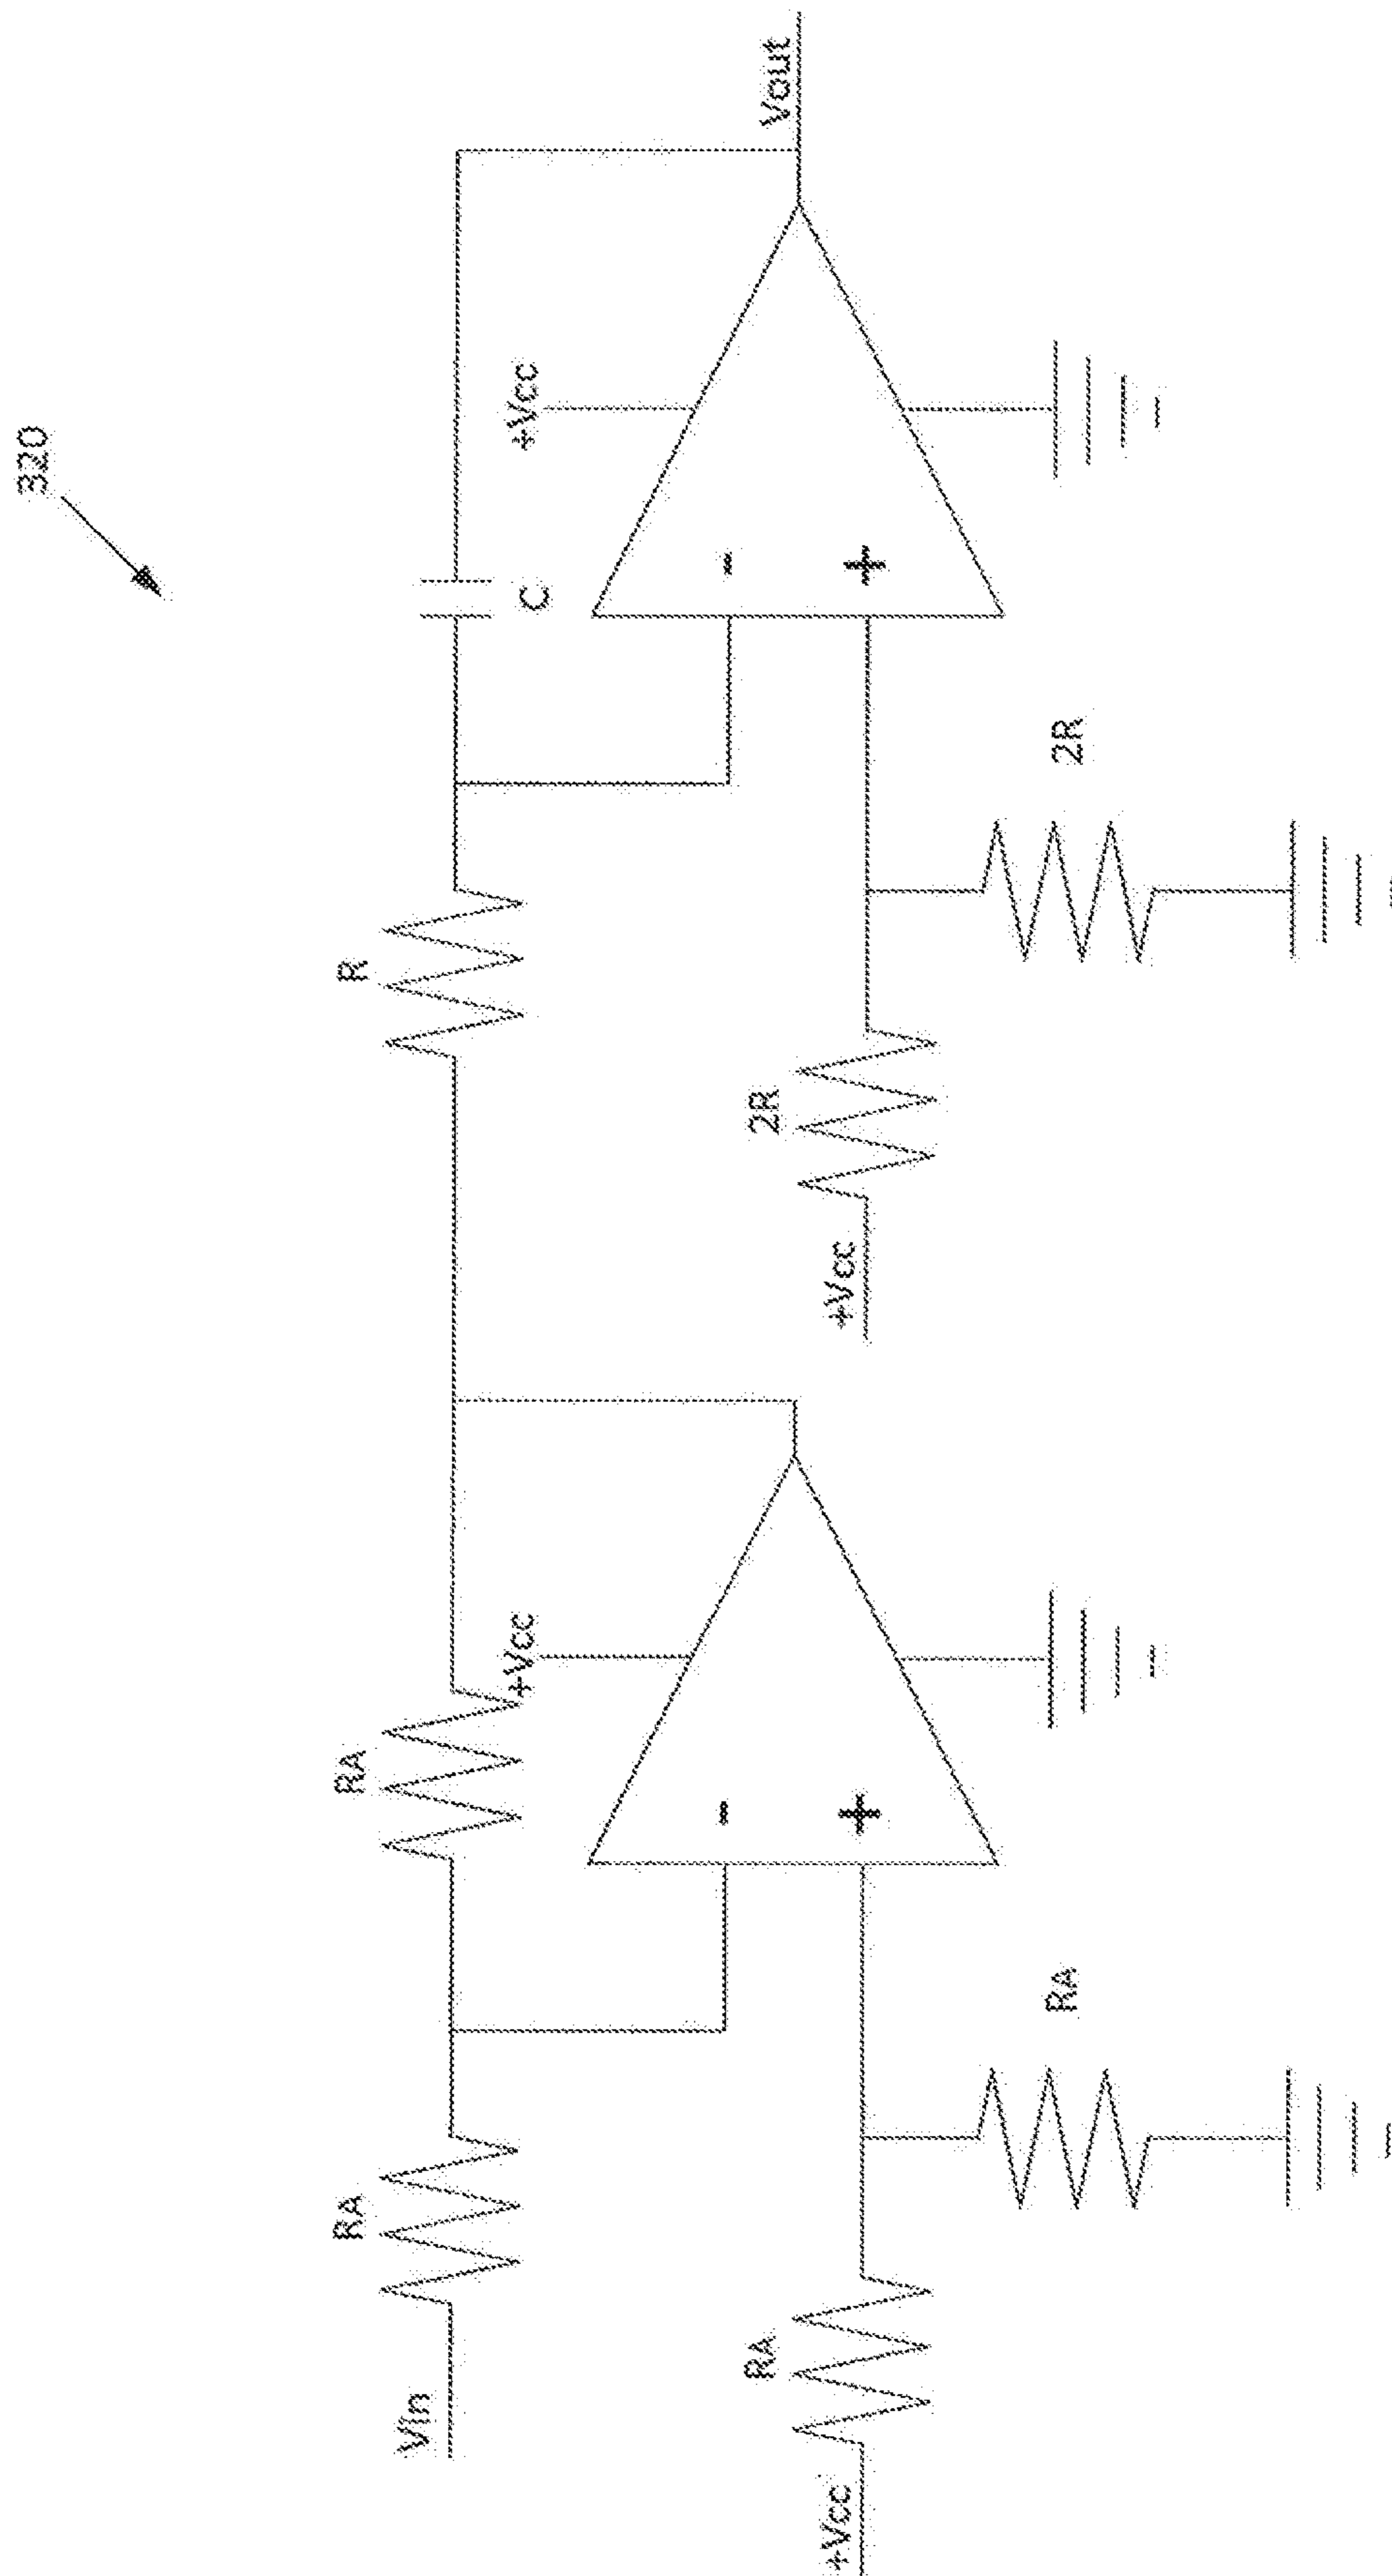 320
Vin
RA
RA
R
C
Vout
+Vcc
+Vcc
-
+
-
+
+Vcc
RA
RA
+Vcc
2R
2R